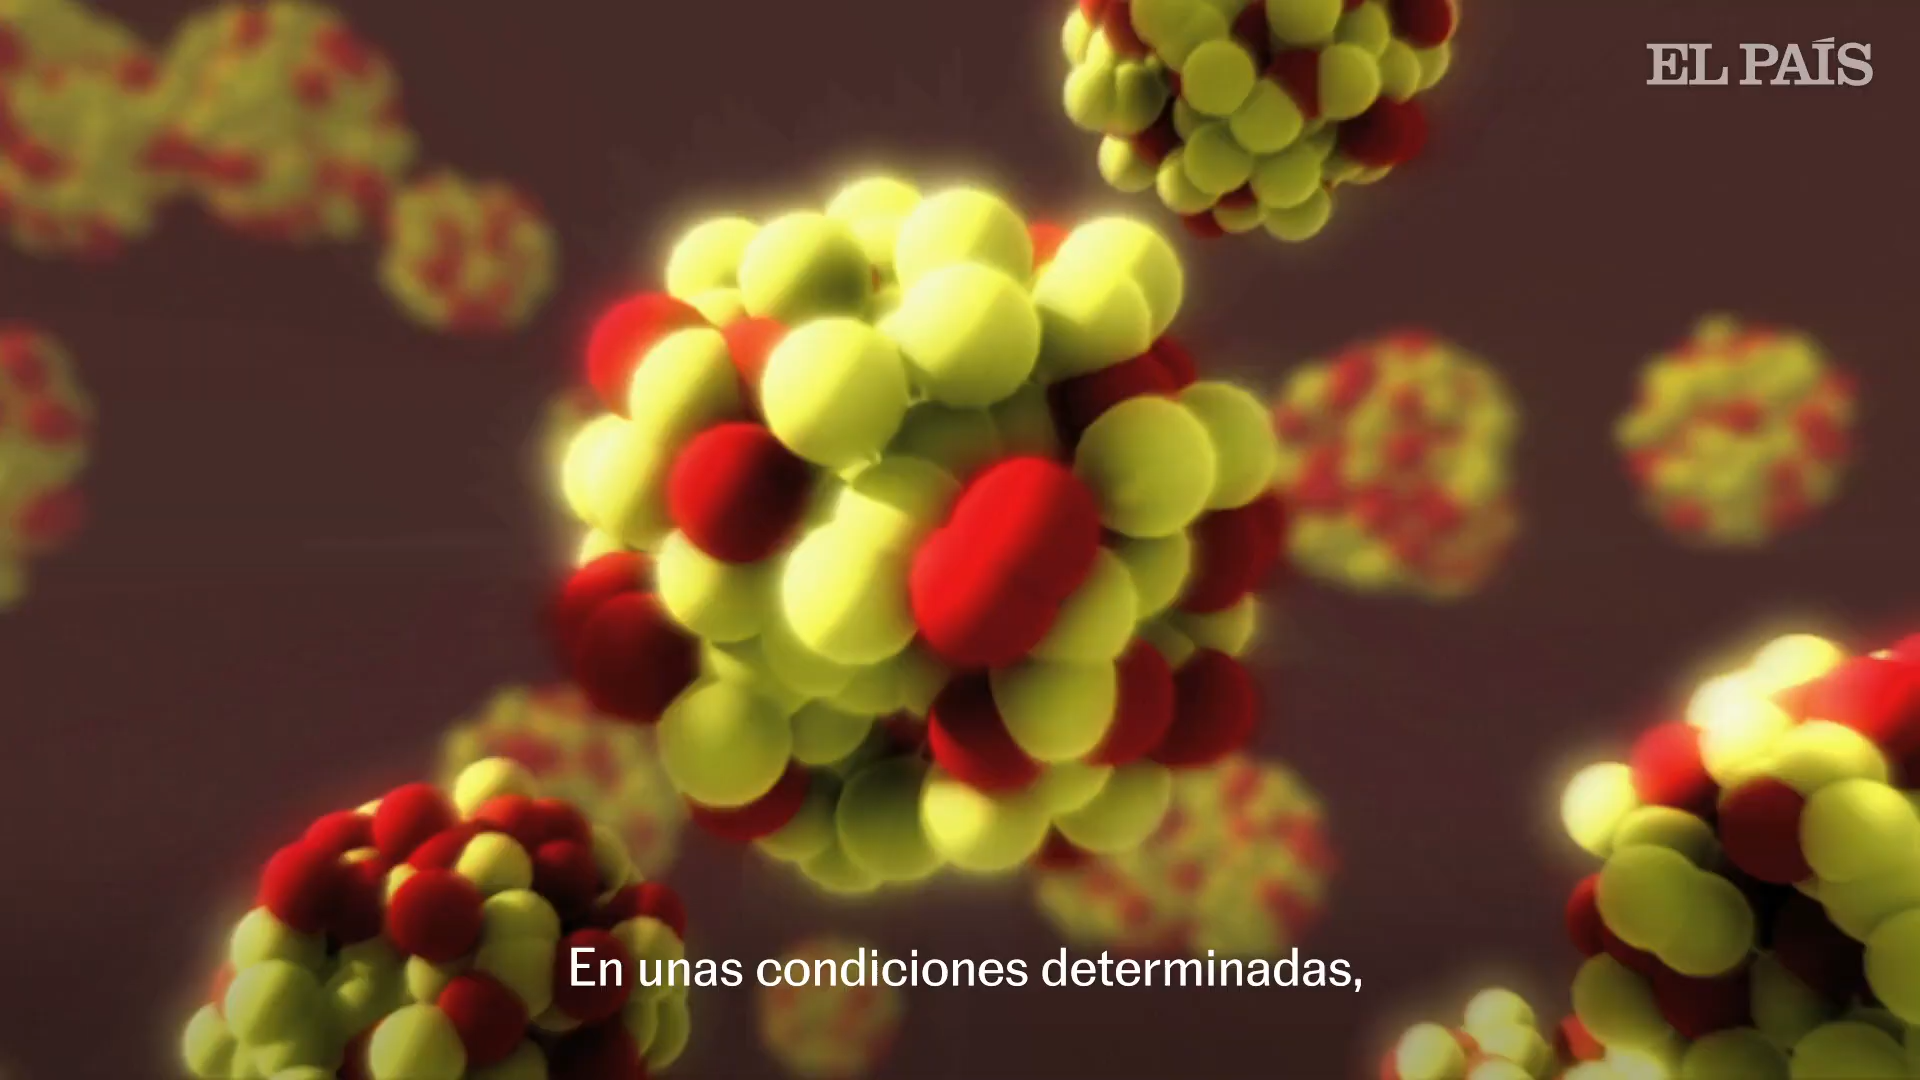 EL PAÍS
En unas condiciones determinadas,